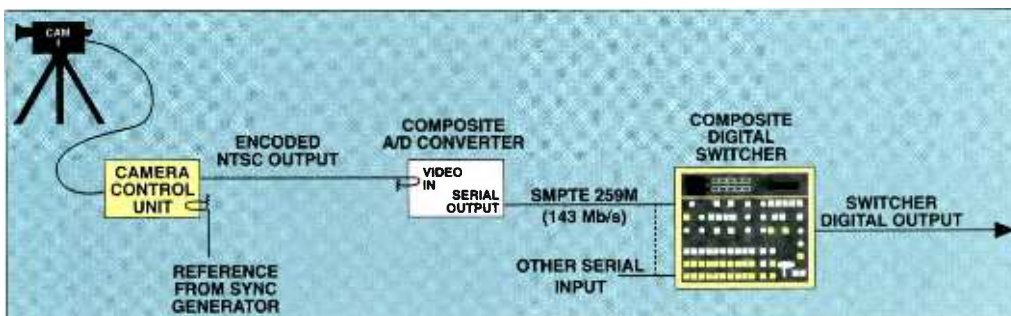 CAM
1
CAMERA
CONTROL
UNIT
REFERENCE
FROM SYNC
GENERATOR
ENCODED
NTSC OUTPUT
COMPOSITE
A/D CONVERTER
VIDEO
IN
SERIAL
OUTPUT
SMPTE 259M
(143 Mb/s)
OTHER SERIAL
INPUT
COMPOSITE
DIGITAL
SWITCHER
SWITCHER
DIGITAL OUTPUT